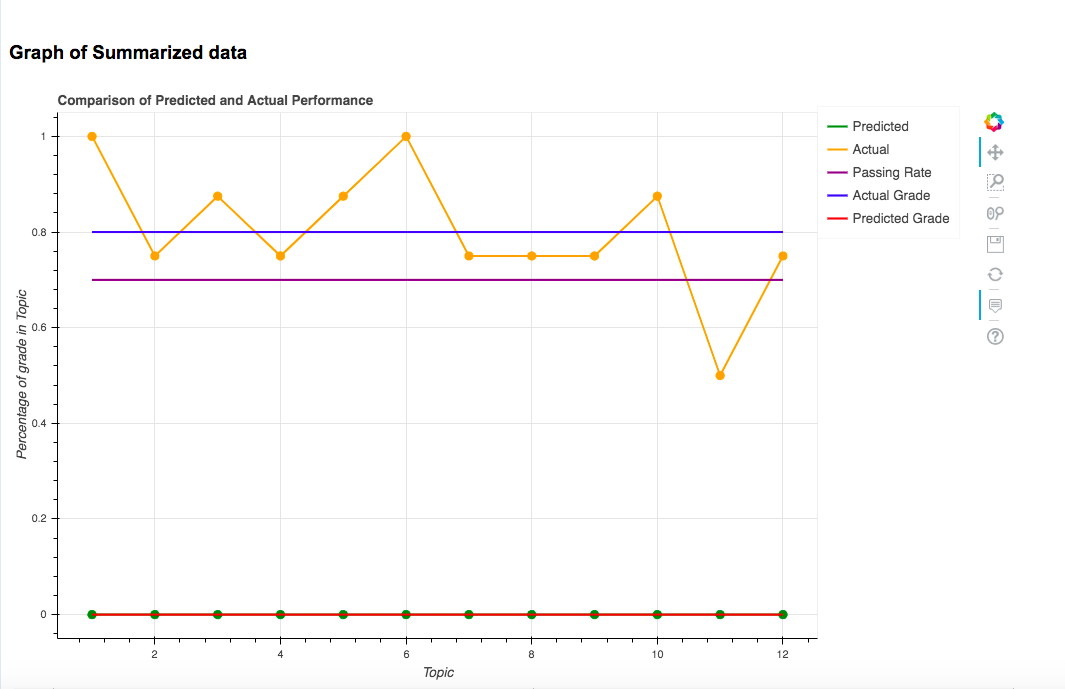 Graph of Summarized data
Comparison of Predicted and Actual Performance
Percentage of grade in Topic
1
0.8
0.6
0.4
0.2
0
2
4
6
8
10
12
Topic
Predicted
Actual
Passing Rate
Actual Grade
Predicted Grade